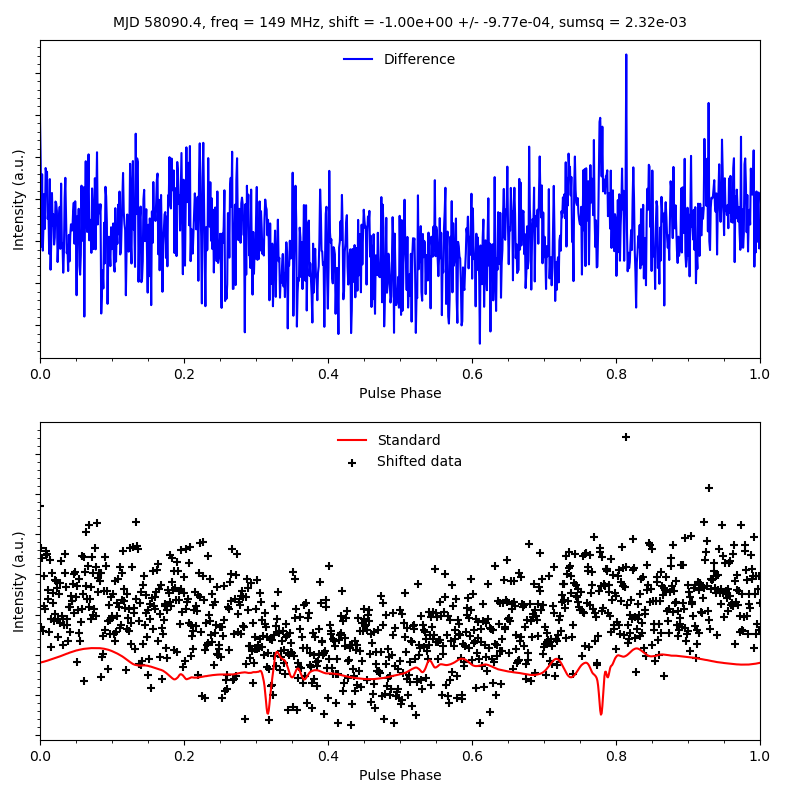 MJD 58090.4, freq = 149 MHz, shift = -1.00e+00 +/- -9.77e-04, sumsq = 2.32e-03
Difference
Intensity (a.u.)
0.0 0.2 0.4 0.6 0.8 1.0
Pulse Phase
Standard
Shifted data
Intensity (a.u.)
0.0 0.2 0.4 0.6 0.8 1.0
Pulse Phase